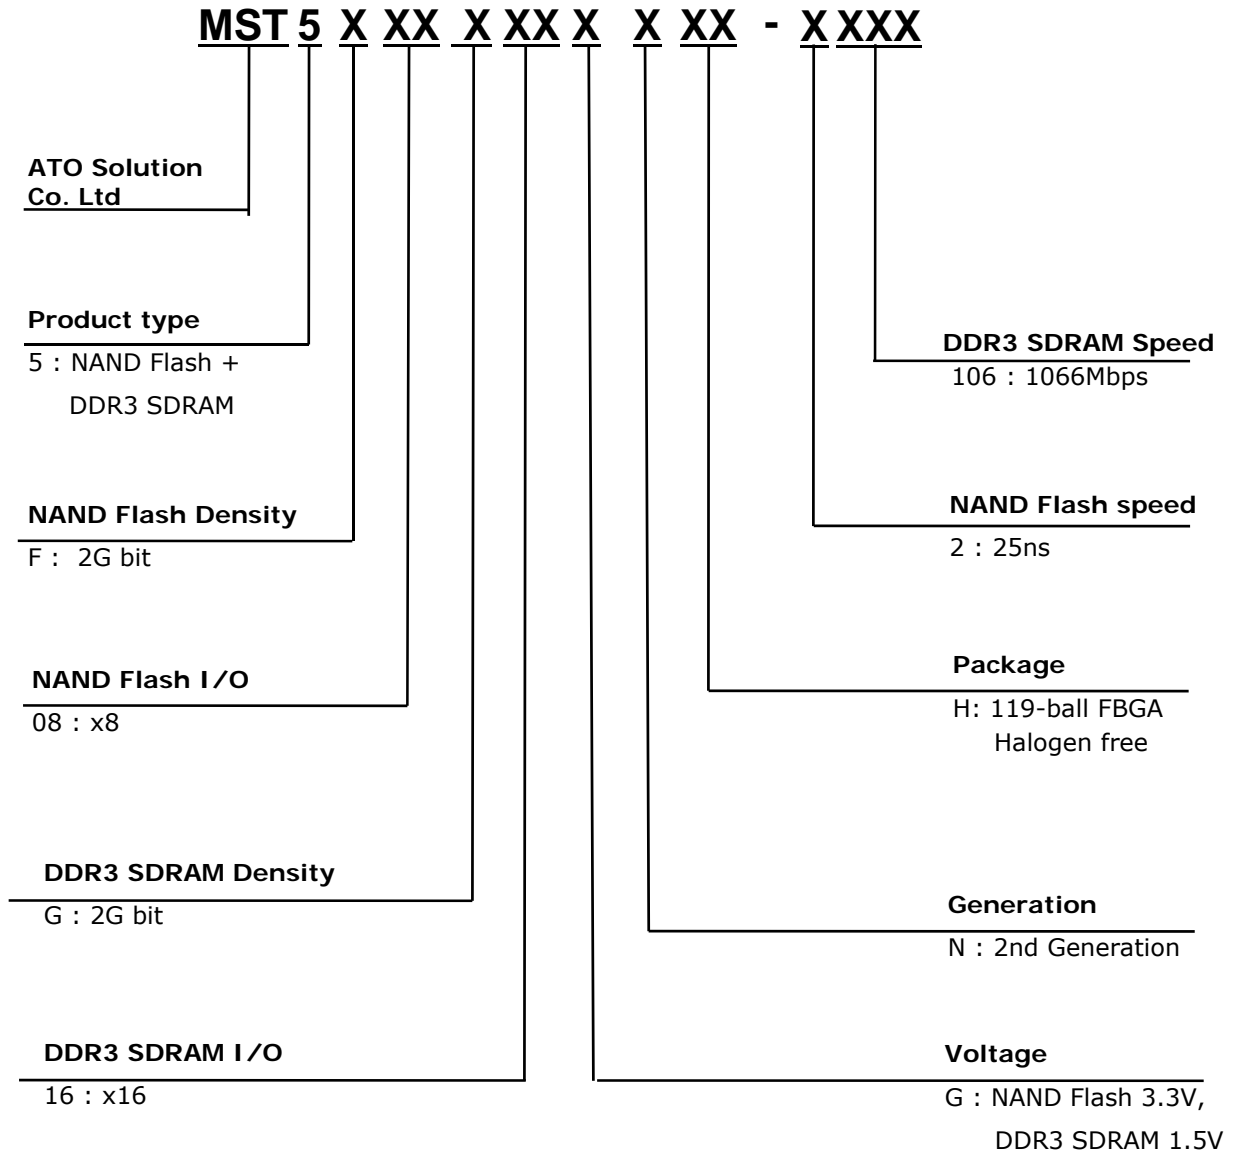 MST 5 X XX X XX X X XX - X XXX
ATO Solution
Co. Ltd
Product type
5 : NAND Flash +
DDR3 SDRAM
NAND Flash Density
F : 2G bit
NAND Flash I/O
08 : x8
DDR3 SDRAM Density
G : 2G bit
DDR3 SDRAM I/O
16 : x16
DDR3 SDRAM Speed
106 : 1066Mbps
NAND Flash speed
2 : 25ns
Package
H: 119-ball FBGA
Halogen free
Generation
N : 2nd Generation
Voltage
G : NAND Flash 3.3V,
DDR3 SDRAM 1.5V